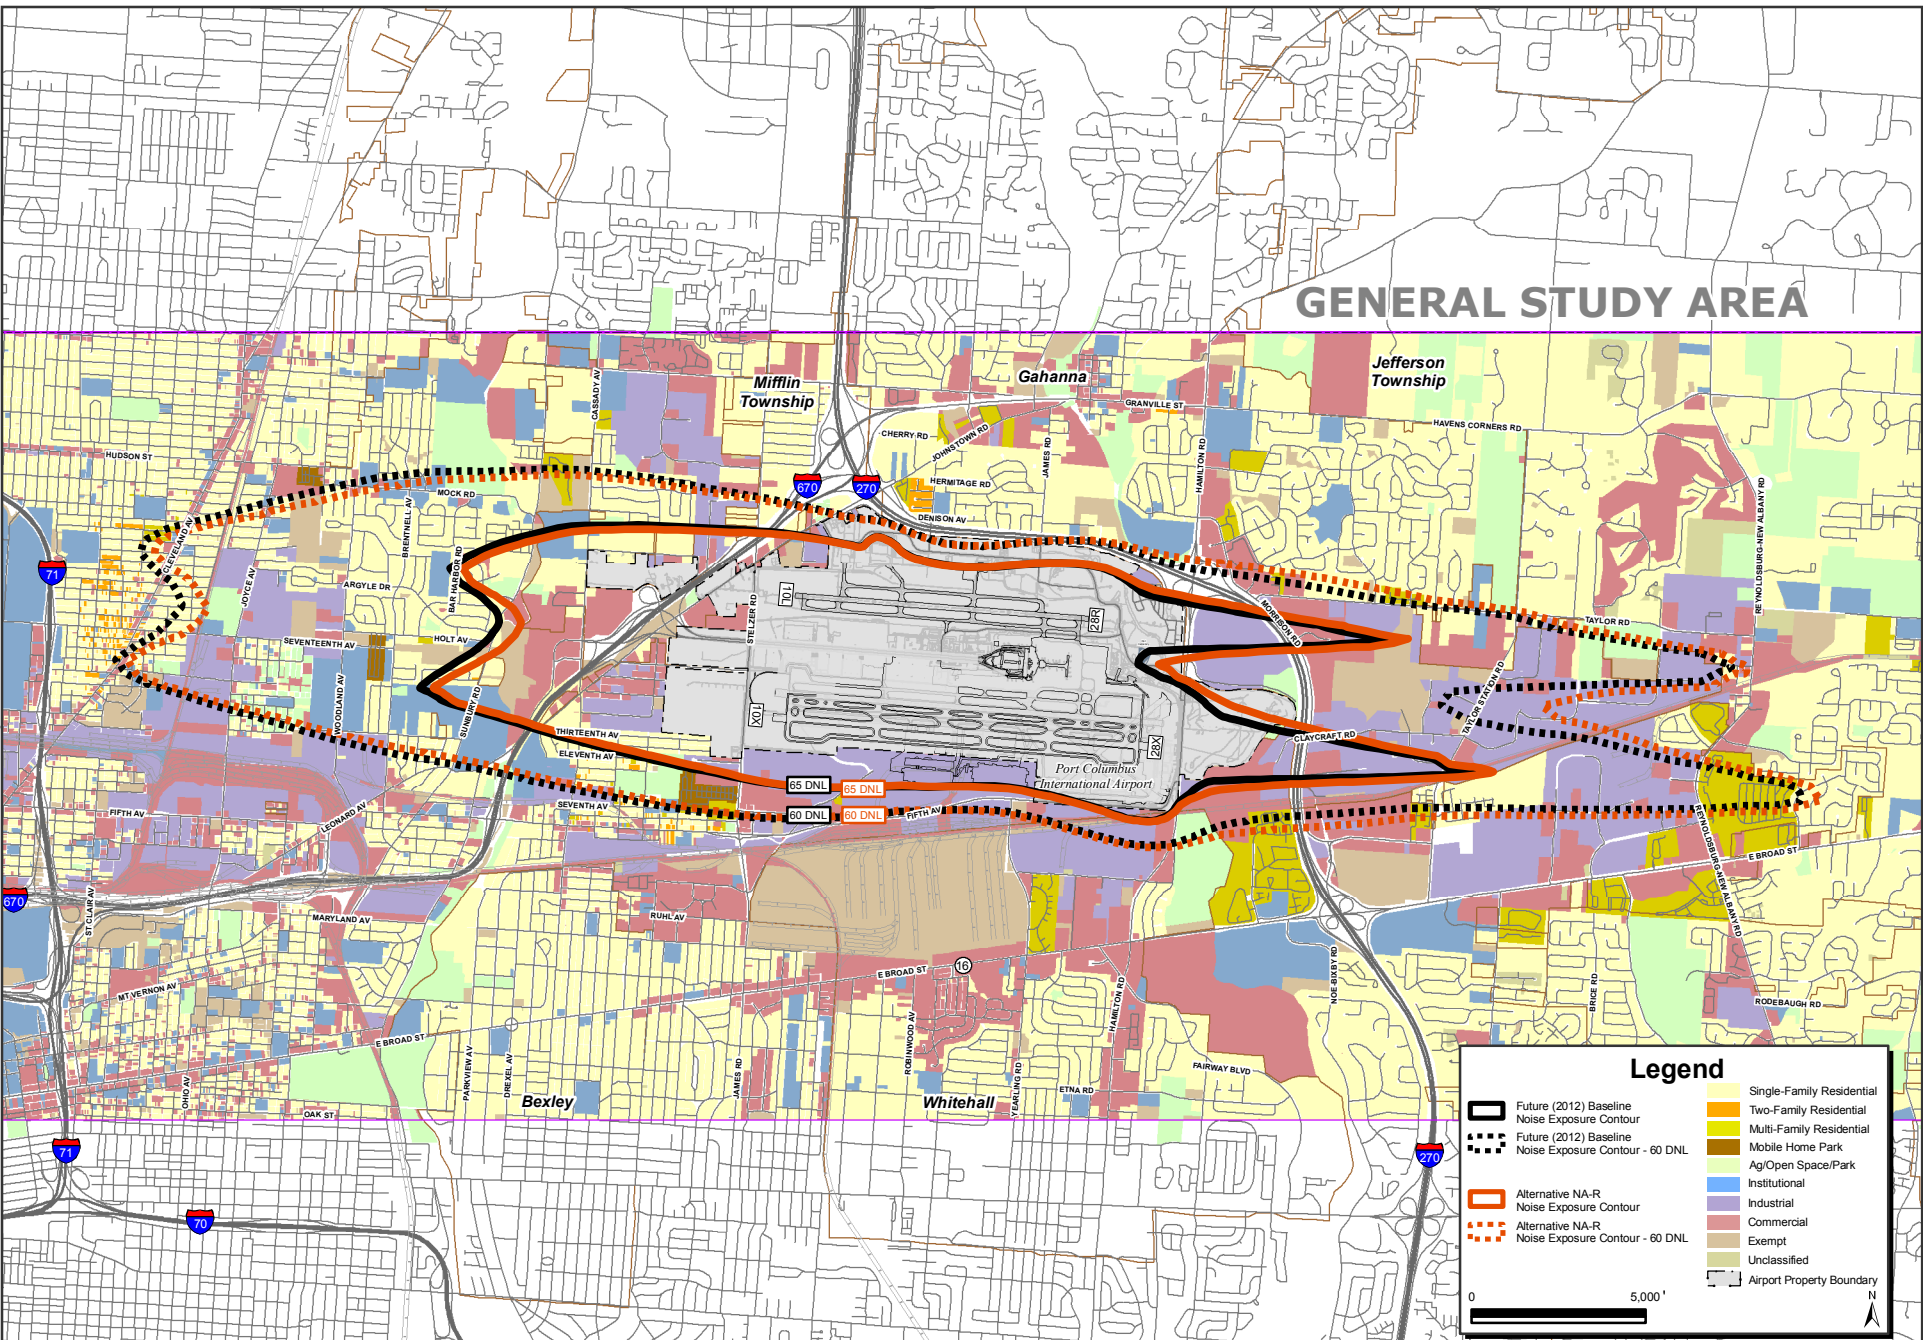 GENERAL STUDY AREA
Jefferson
Township
Gahanna
Mifflin
Township
GRANVILLE ST
CASSADY AV
HAVENS CORNERS RD
CHERRY RD
JOHNSTOWN RD
JAMES RD
HAMILTON RD
HUDSON ST
670
270
HERMITAGE RD
MOCK RD
DENISON AV
BRENTNELL AV
CLEVELAND AV
REYNOLDSBURG-NEW ALBANY RD
71
JOYCE AV
ARGYLE DR
BAR HARBOR RD
10L
STELZER RD
28R
MORRISON RD
TAYLOR RD
HOLT AV
SEVENTEENTH AV
WOODLAND AV
SUNBURY RD
TAYLOR STATION RD
10X
28X
THIRTEENTH AV
ELEVENTH AV
CLAYCRAFT RD
Port Columbus
International Airport
65 DNL
65 DNL
60 DNL
60 DNL
FIFTH AV
SEVENTH AV
FIFTH AV
LEONARD AV
REYNOLDSBURG-NEW ALBANY RD
E BROAD ST
670
ST CLAIR AV
MARYLAND AV
RUHL AV
E BROAD ST
16
MT VERNON AV
NOE-BIXBY RD
BRICE RD
RODEBAUGH RD
HAMILTON RD
ROBINWOOD AV
E BROAD ST
PARKVIEW AV
DREXEL AV
JAMES RD
YEARLING RD
ETNA RD
FAIRWAY BLVD
OHIO AV
OAK ST
Bexley
Whitehall
71
270
70
Legend
Future (2012) Baseline
Noise Exposure Contour
Future (2012) Baseline
Noise Exposure Contour - 60 DNL
Alternative NA-R
Noise Exposure Contour
Alternative NA-R
Noise Exposure Contour - 60 DNL
Single-Family Residential
Two-Family Residential
Multi-Family Residential
Mobile Home Park
Ag/Open Space/Park
Institutional
Industrial
Commercial
Exempt
Unclassified
Airport Property Boundary
0
5,000 '
N